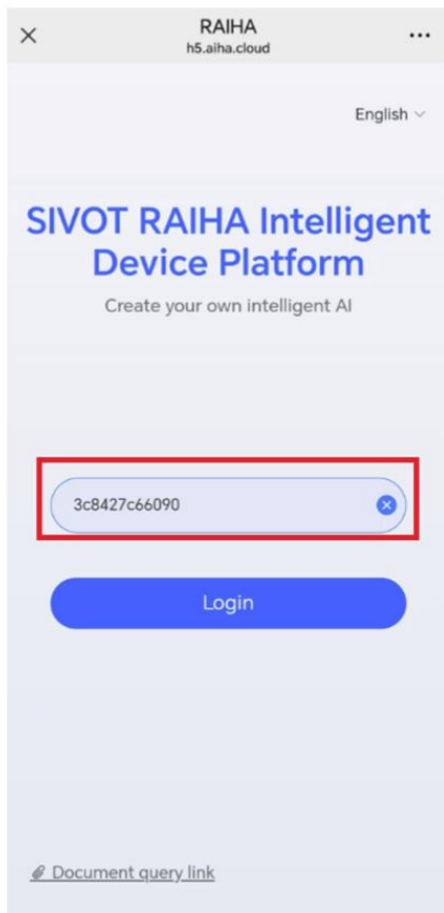 RAIHA
h5.aiha.cloud
English
SIVOT RAIHA Intelligent
Device Platform
Create your own intelligent AI
3c8427c66090
Login
Document query link